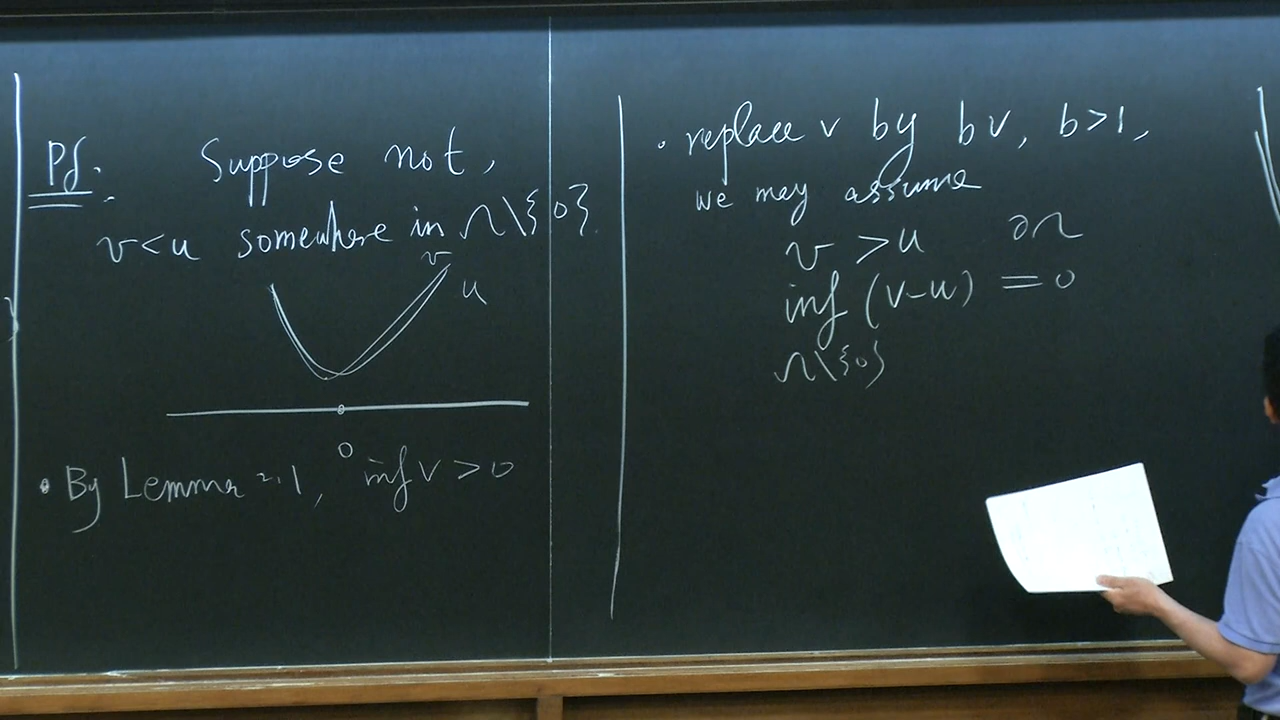 Pf.
Suppose not,
v<u somewhere in Ω\{0}.
v
u
0
• By Lemma 2.1, inf v > 0
• replace v by bv, b>1,
we may assume
v > u ∂Ω
inf (v-u) = 0
Ω\{0}